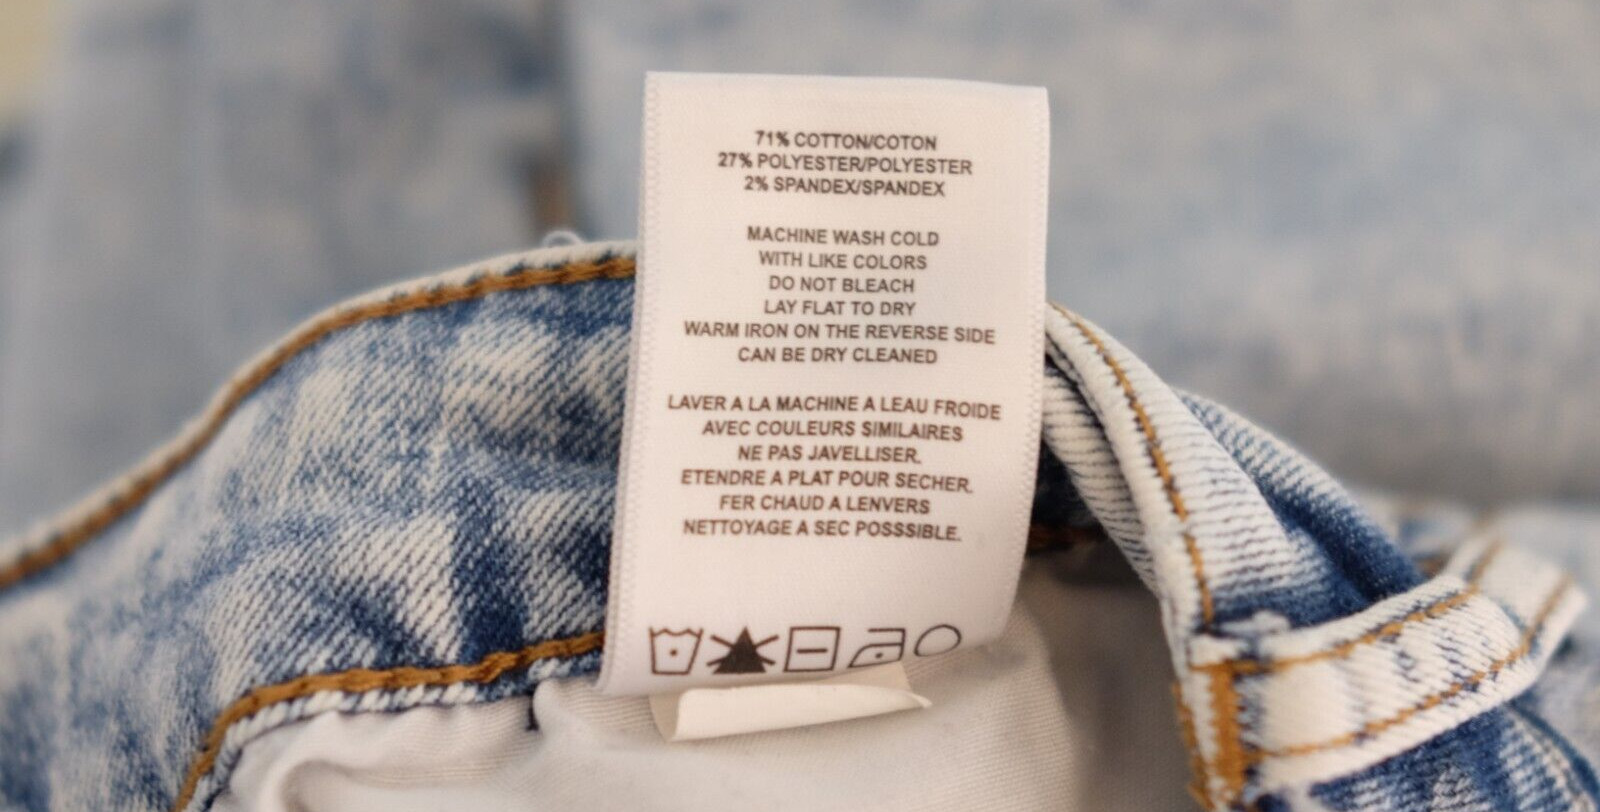 71% COTTON/COTON
27% POLYESTER/POLYESTER
2% SPANDEX/SPANDEX
MACHINE WASH COLD
WITH LIKE COLORS
DO NOT BLEACH
LAY FLAT TO DRY
WARM IRON ON THE REVERSE SIDE
CAN BE DRY CLEANED
LAVER A LA MACHINE A LEAU FROIDE
AVEC COULEURS SIMILAIRES
NE PAS JAVELLISER.
ETENDRE A PLAT POUR SECHER.
FER CHAUD A LENVERS
NETTOYAGE A SEC POSSSIBLE.